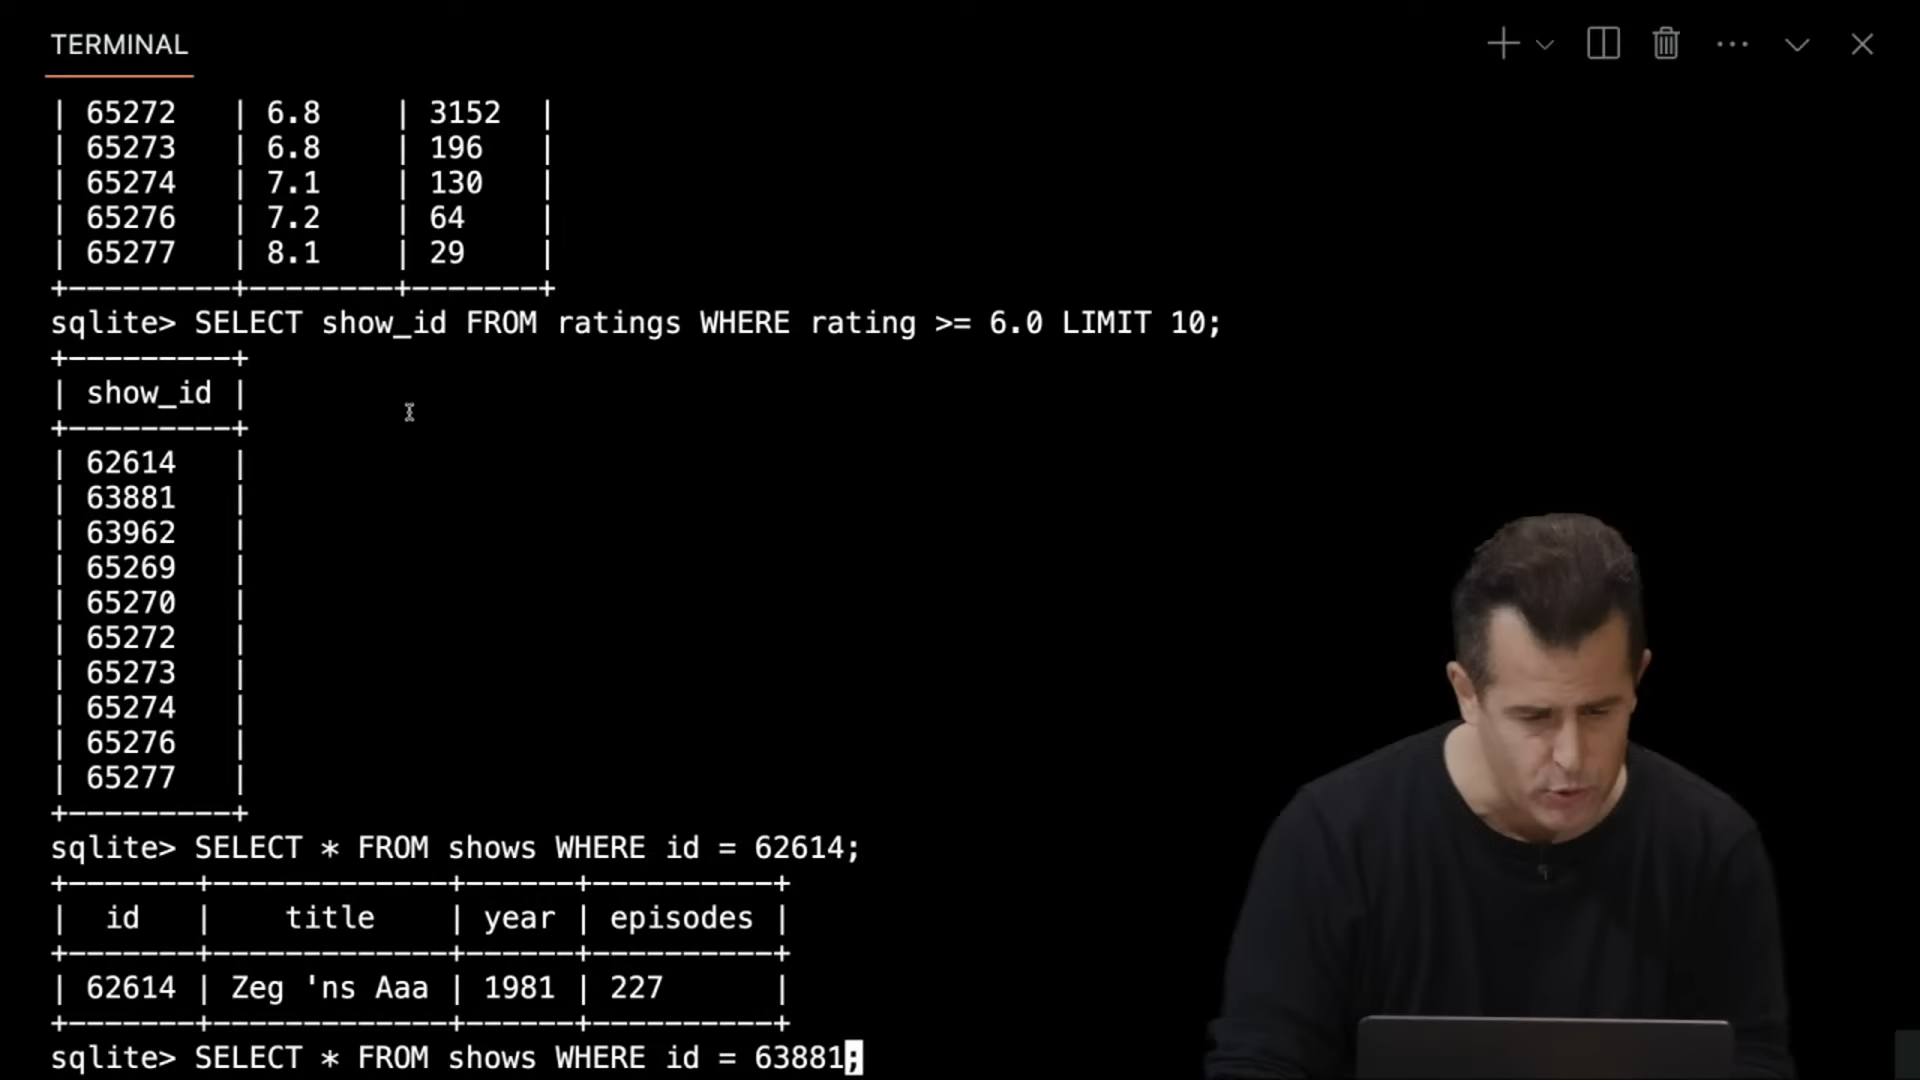 TERMINAL
| 65272 | 6.8 | 3152 |
| 65273 | 6.8 | 196 |
| 65274 | 7.1 | 130 |
| 65276 | 7.2 | 64 |
| 65277 | 8.1 | 29 |
+---------+--------+-------+
sqlite> SELECT show_id FROM ratings WHERE rating >= 6.0 LIMIT 10;
+---------+
| show_id |
+---------+
| 62614 |
| 63881 |
| 63962 |
| 65269 |
| 65270 |
| 65272 |
| 65273 |
| 65274 |
| 65276 |
| 65277 |
+---------+
sqlite> SELECT * FROM shows WHERE id = 62614;
+-------+-------------+------+----------+
| id | title | year | episodes |
+-------+-------------+------+----------+
| 62614 | Zeg 'ns Aaa | 1981 | 227 |
+-------+-------------+------+----------+
sqlite> SELECT * FROM shows WHERE id = 63881;